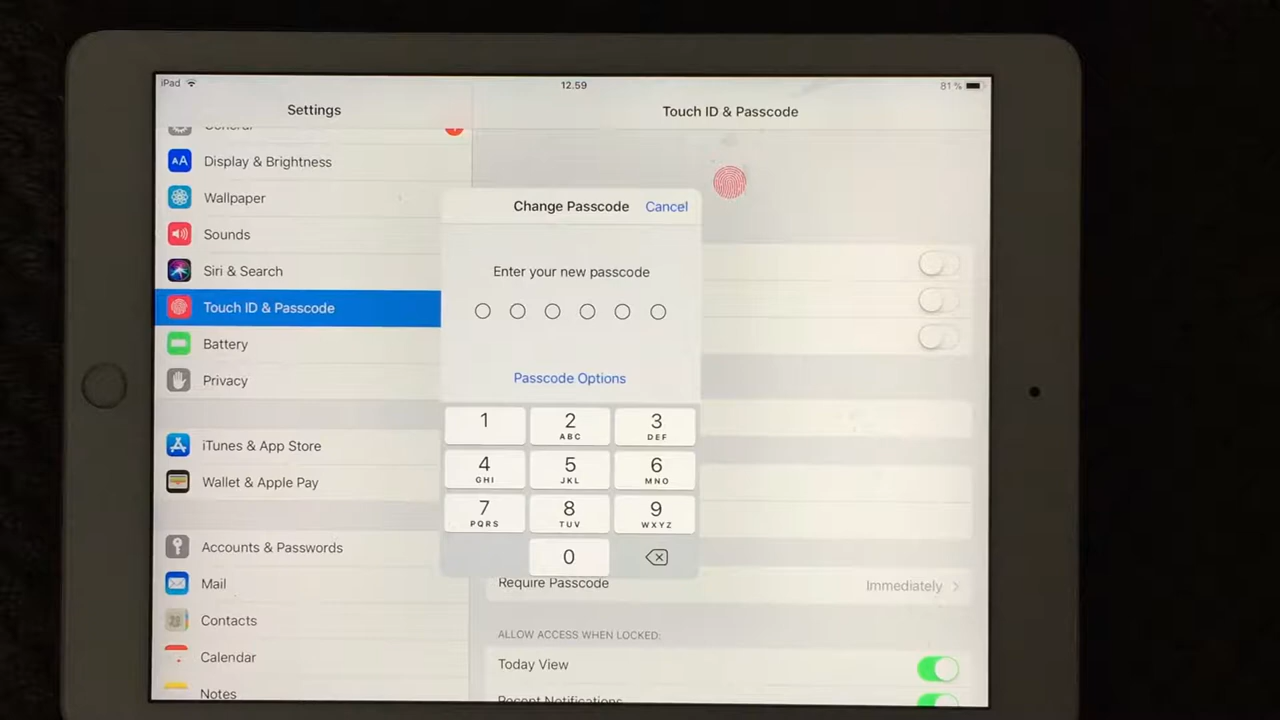 iPad
12.59
81 %
Settings
Touch ID & Passcode
General
Display & Brightness
Wallpaper
Sounds
Siri & Search
Touch ID & Passcode
Battery
Privacy
iTunes & App Store
Wallet & Apple Pay
Accounts & Passwords
Mail
Contacts
Calendar
Notes
Change Passcode
Cancel
Enter your new passcode
Passcode Options
1
2
ABC
3
DEF
4
GHI
5
JKL
6
MNO
7
PQRS
8
TUV
9
WXYZ
0
Require Passcode
Immediately
ALLOW ACCESS WHEN LOCKED:
Today View
Recent Notifications